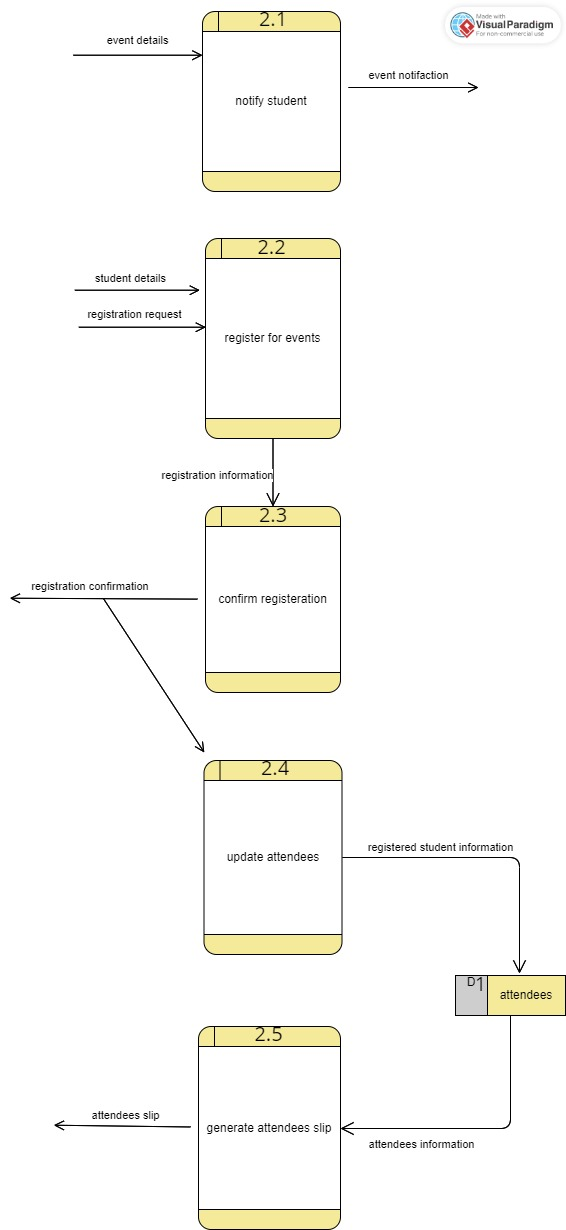 2.1
Made with
Visual Paradigm
For non-commercial use
event details
event notifaction
notify student
2.2
student details
registration request
register for events
registration information
2.3
registration confirmation
confirm registeration
2.4
registered student information
update attendees
D1
attendees
2.5
attendees slip
generate attendees slip
attendees information